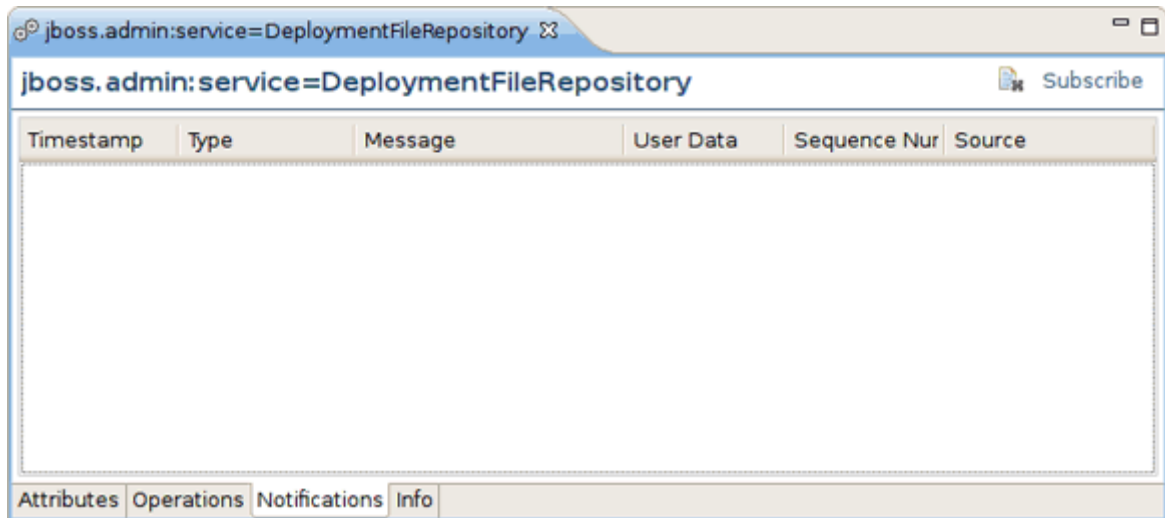 jboss.admin:service=DeploymentFileRepository
jboss.admin:service=DeploymentFileRepository Subscribe
Timestamp Type Message User Data Sequence Nur Source
Attributes Operations Notifications Info